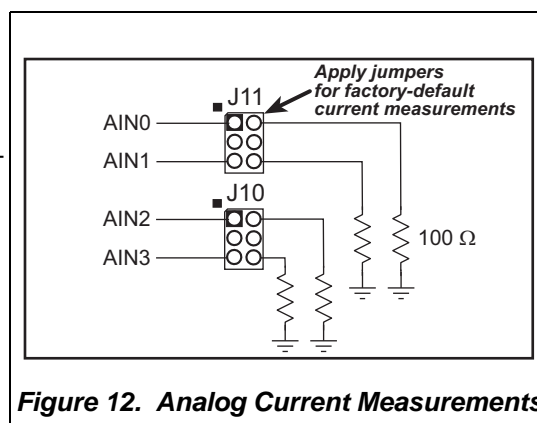 J11
Apply jumpers
for factory-default
current measurements
AIN0
AIN1
J10
AIN2
AIN3
100 Ω
Figure 12. Analog Current Measurements